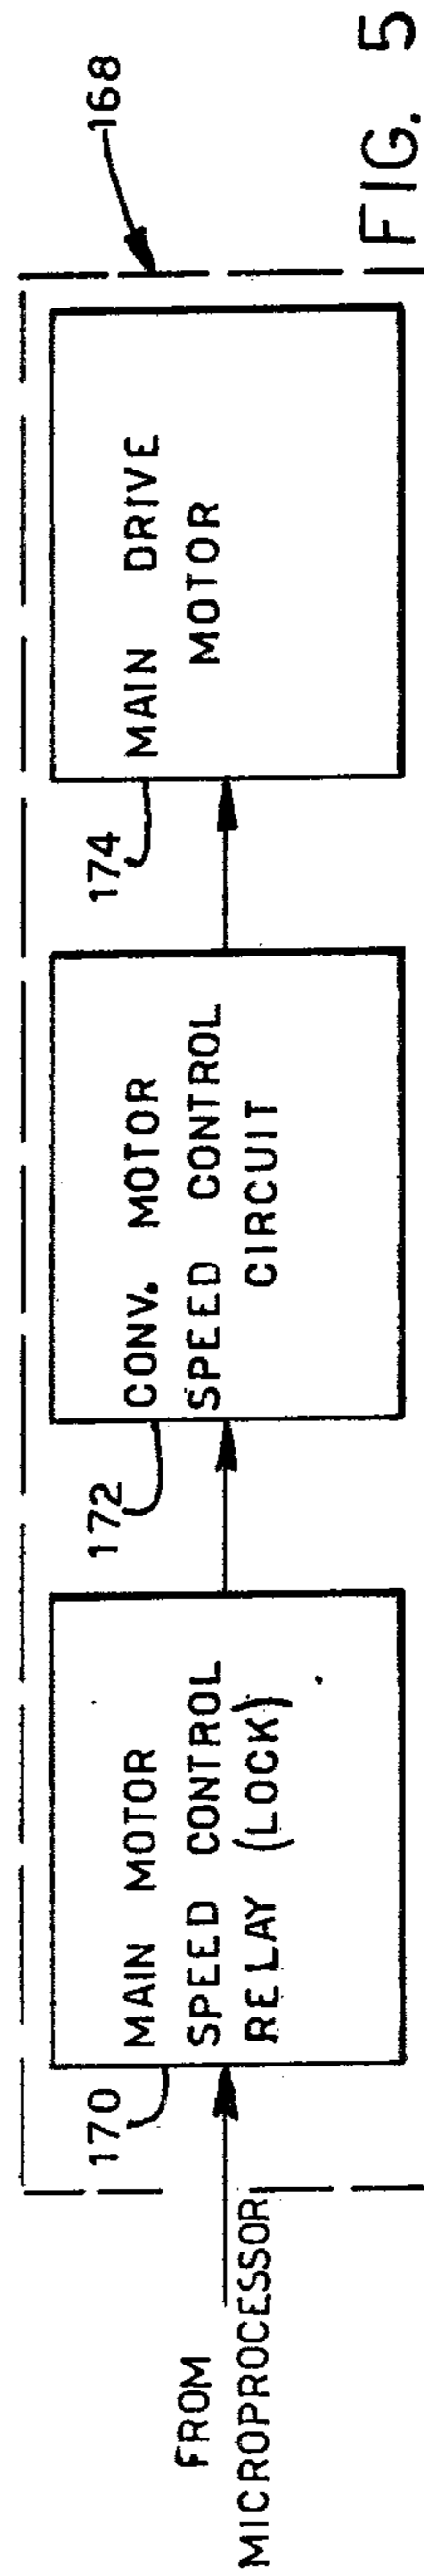 FROM
MICROPROCESSOR
170
MAIN MOTOR
SPEED CONTROL
RELAY (LOCK)
172
CONV. MOTOR
SPEED CONTROL
CIRCUIT
174
MAIN DRIVE
MOTOR
168
FIG. 5